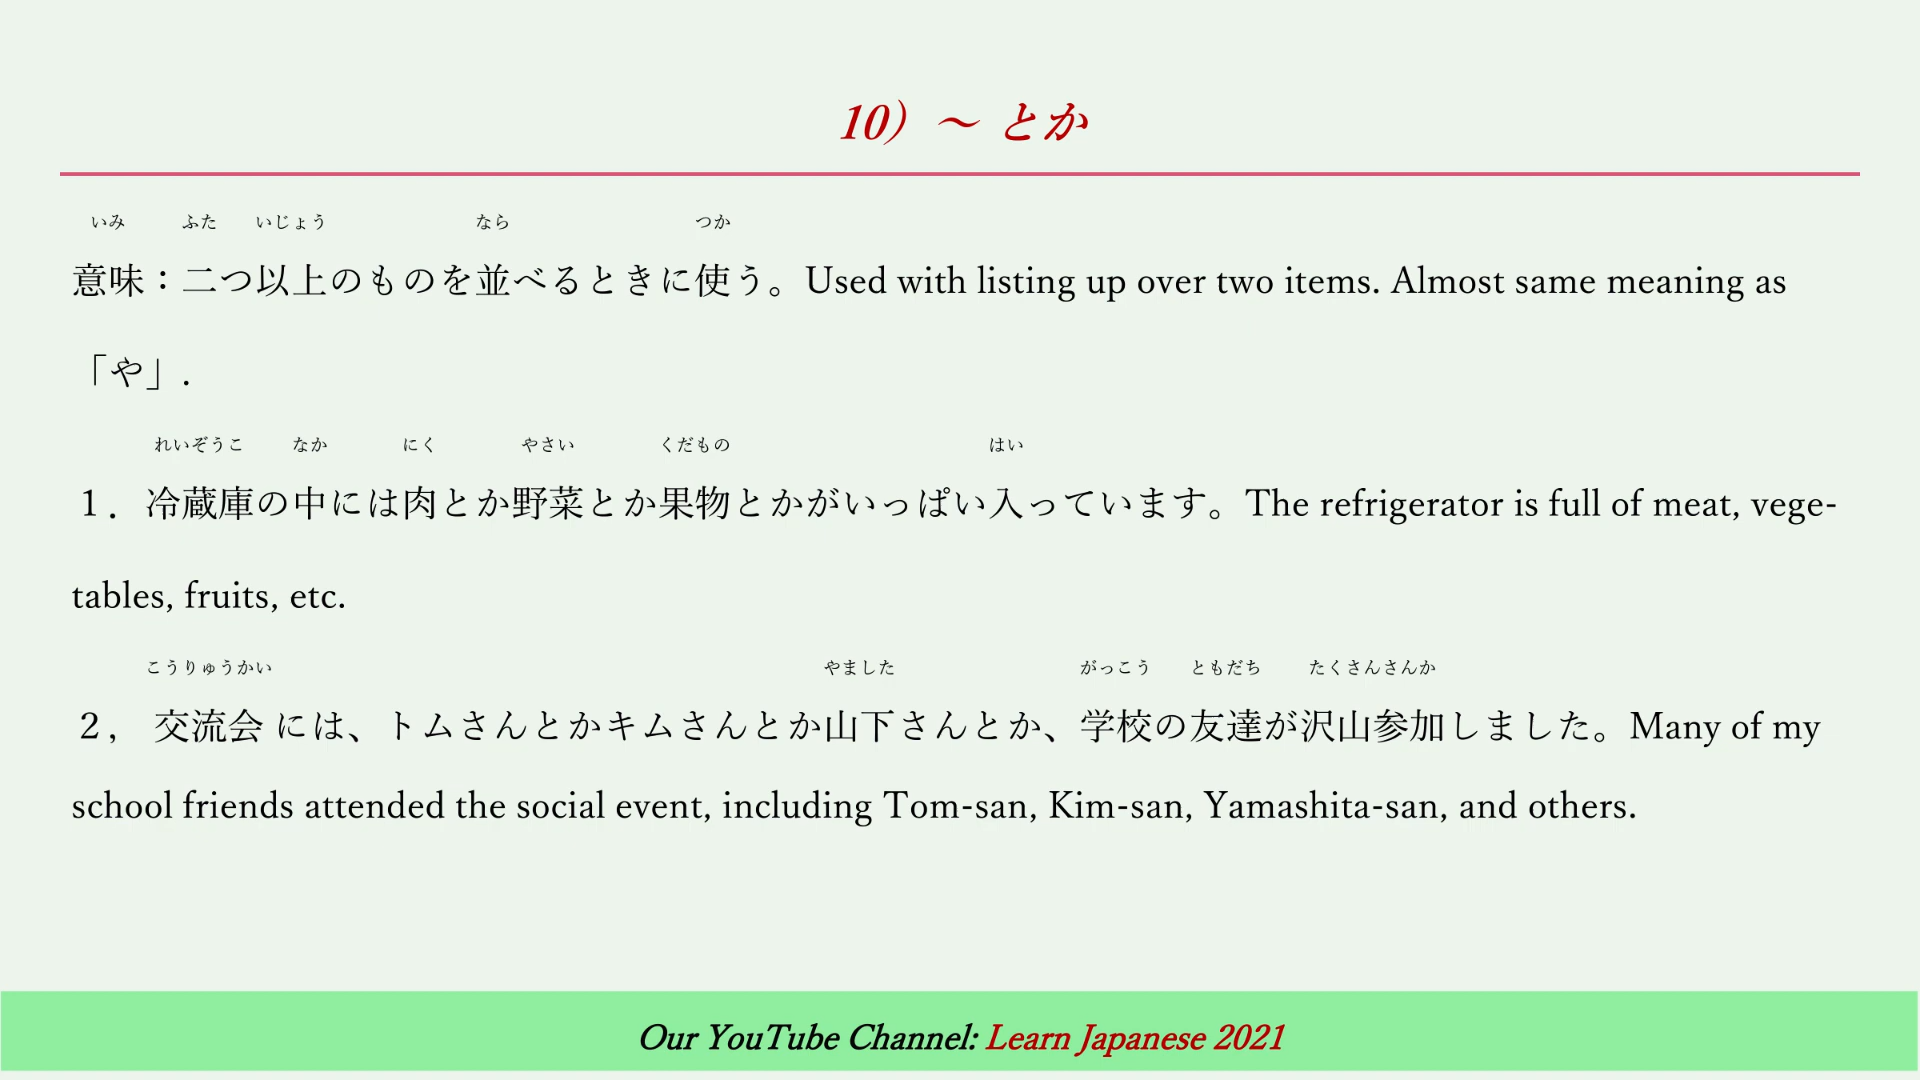 10）～ とか
いみ ふた いじょう なら つか
意味：二つ以上のものを並べるときに使う。Used with listing up over two items. Almost same meaning as
「や」.
れいぞうこ なか にく やさい くだもの はい
１．冷蔵庫の中には肉とか野菜とか果物とかがいっぱい入っています。The refrigerator is full of meat, vege-
tables, fruits, etc.
こうりゅうかい やました がっこう ともだち たくさんさんか
２， 交流会 には、トムさんとかキムさんとか山下さんとか、学校の友達が沢山参加しました。Many of my
school friends attended the social event, including Tom-san, Kim-san, Yamashita-san, and others.
Our YouTube Channel: Learn Japanese 2021